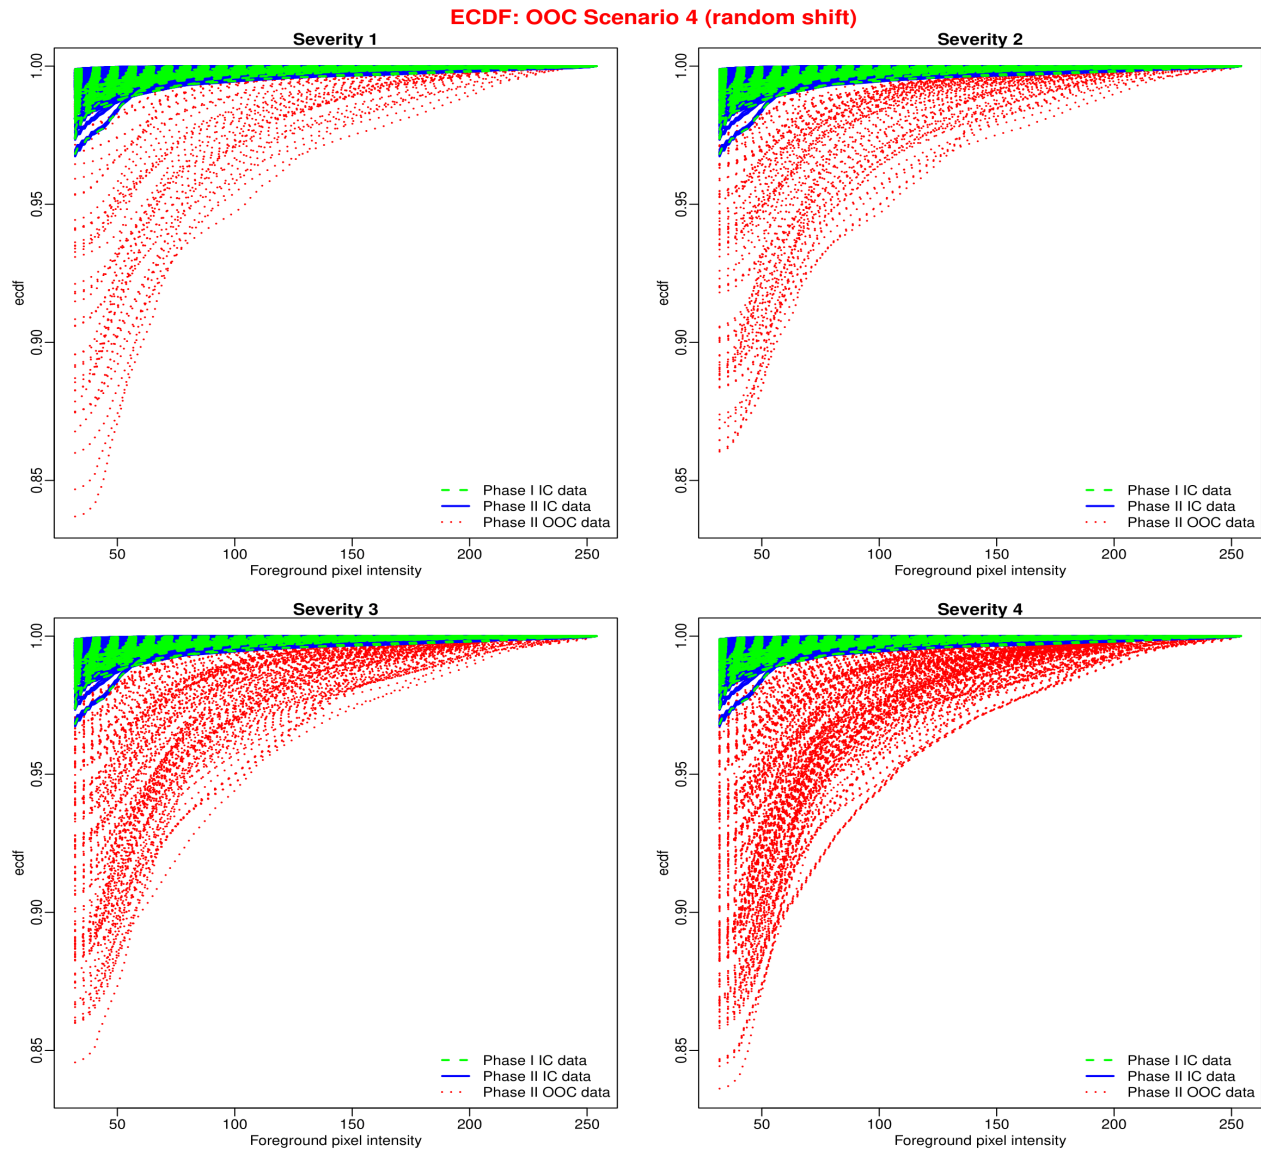 ECDF: OOC Scenario 4 (random shift)
Severity 1
1.00
0.95
0.90
0.85
ecdf
50 100 150 200 250
Foreground pixel intensity
Phase I IC data
Phase II IC data
Phase II OOC data
Severity 2
1.00
0.95
0.90
0.85
ecdf
50 100 150 200 250
Foreground pixel intensity
Phase I IC data
Phase II IC data
Phase II OOC data
Severity 3
1.00
0.95
0.90
0.85
ecdf
50 100 150 200 250
Foreground pixel intensity
Phase I IC data
Phase II IC data
Phase II OOC data
Severity 4
1.00
0.95
0.90
0.85
ecdf
50 100 150 200 250
Foreground pixel intensity
Phase I IC data
Phase II IC data
Phase II OOC data